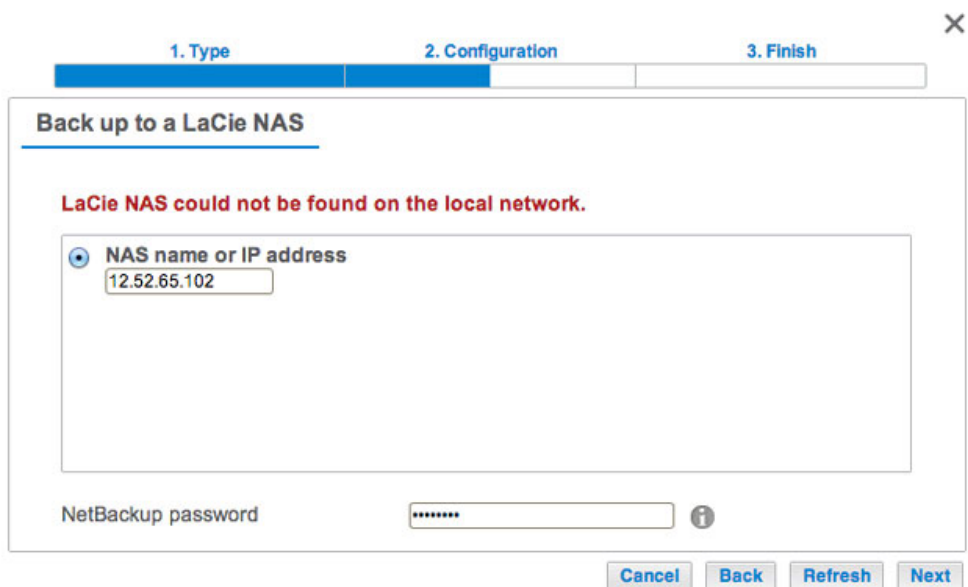 1. Type 2. Configuration 3. Finish
Back up to a LaCie NAS
LaCie NAS could not be found on the local network.
NAS name or IP address
12.52.65.102
NetBackup password ••••••••
Cancel Back Refresh Next